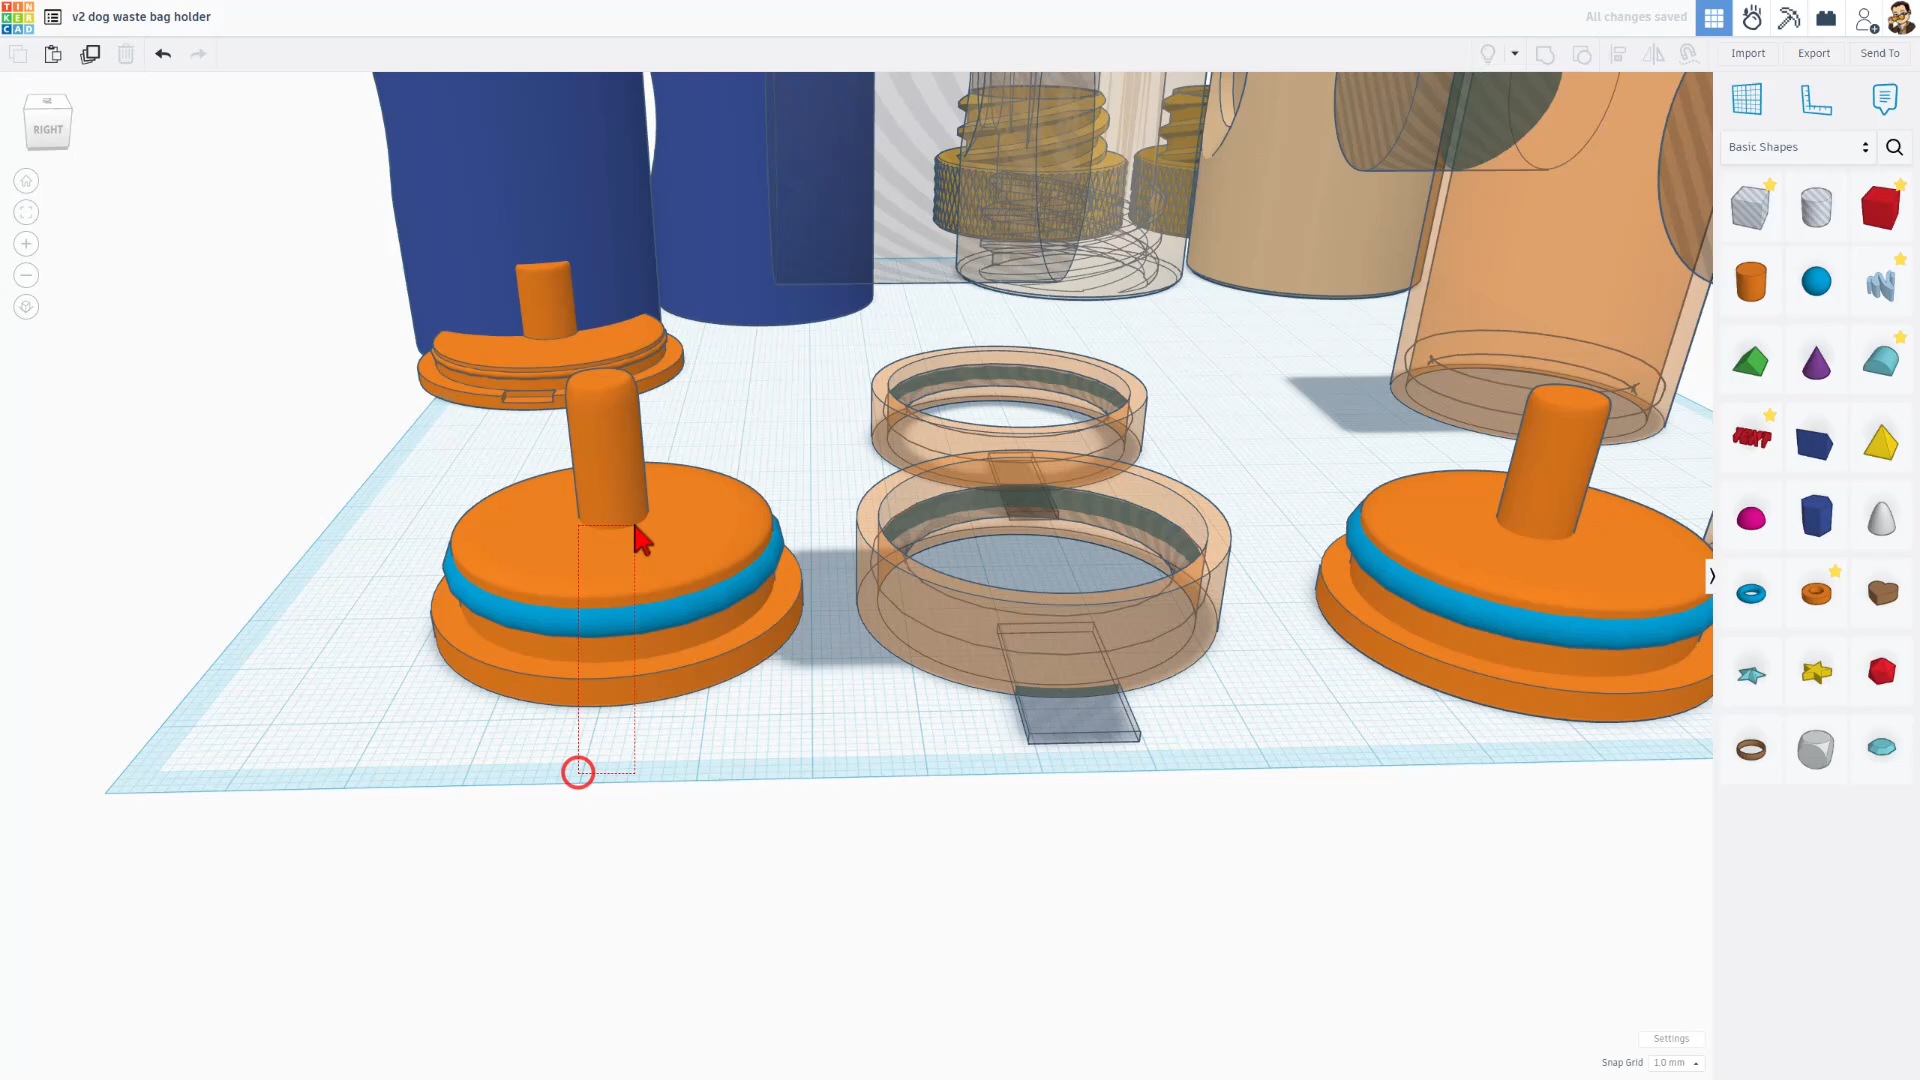 TIN
KER
CAD
v2 dog waste bag holder
All changes saved
Import
Export
Send To
RIGHT
Basic Shapes
TEXT
Settings
Snap Grid
1.0 mm